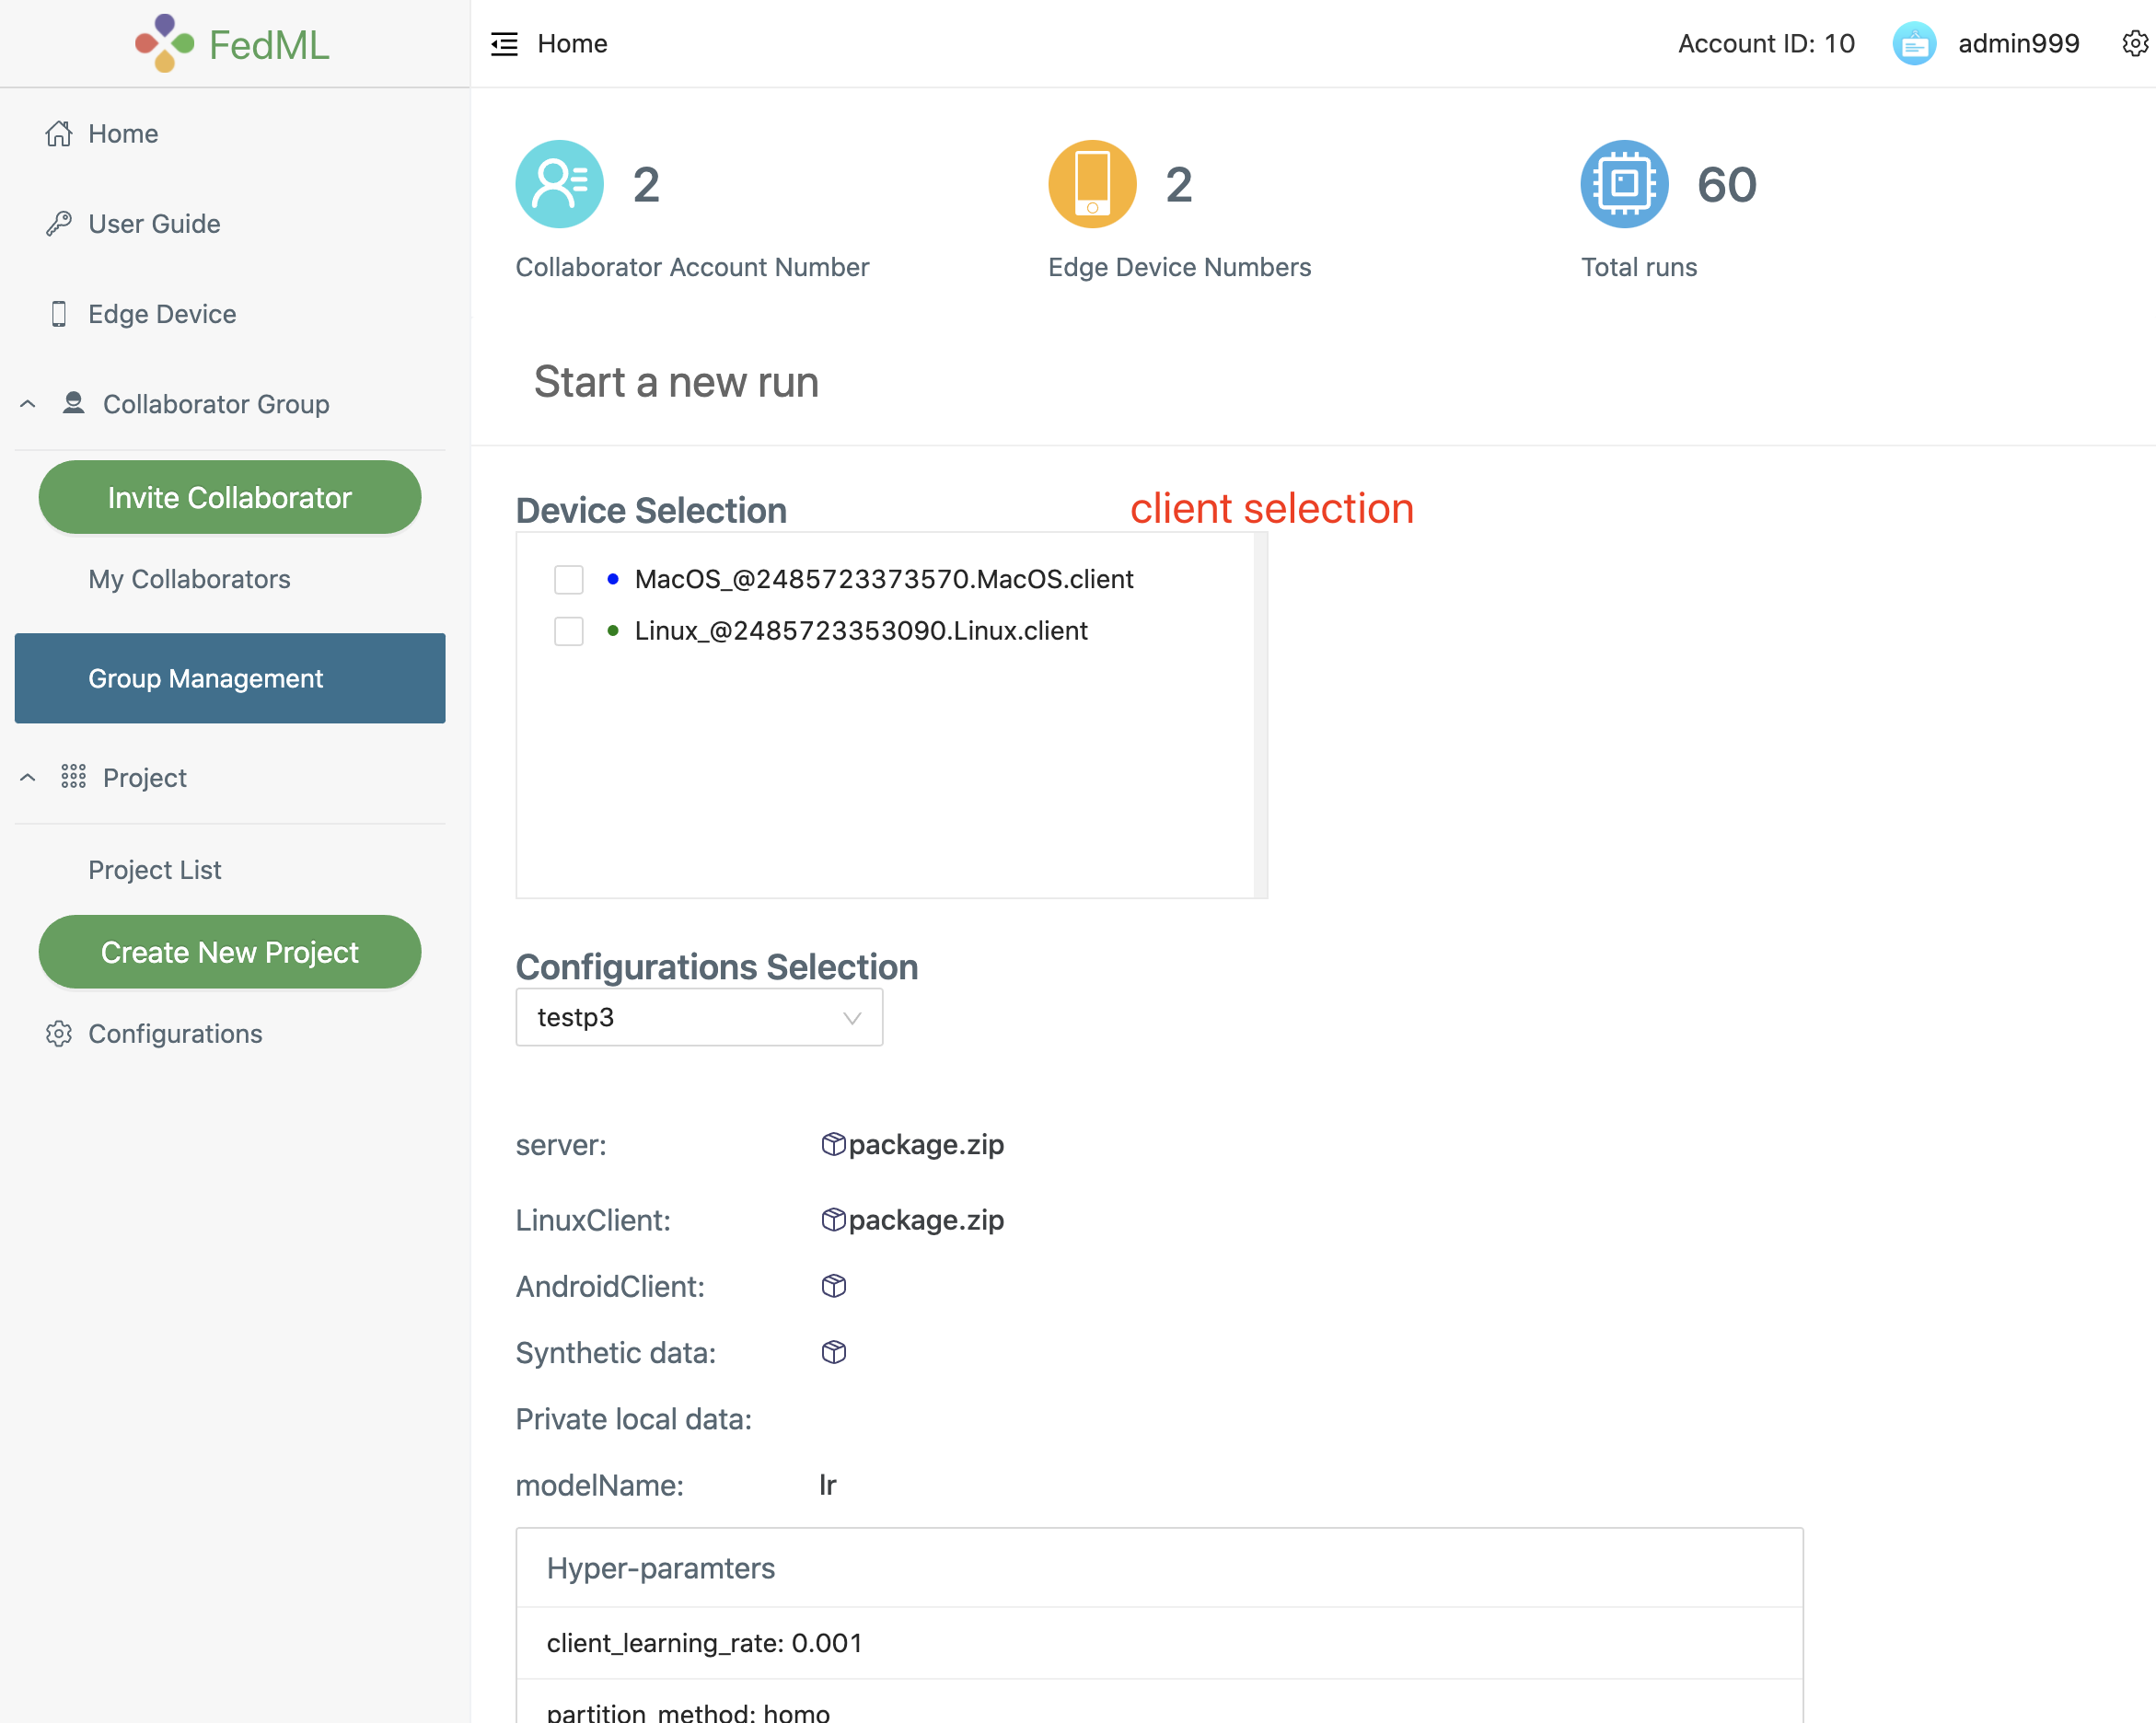 FedML
Home
Account ID: 10
admin999
Home
User Guide
Edge Device
Collaborator Group
Invite Collaborator
My Collaborators
Group Management
Project
Project List
Create New Project
Configurations
2
Collaborator Account Number
2
Edge Device Numbers
60
Total runs
Start a new run
Device Selection
client selection
MacOS_@2485723373570.MacOS.client
Linux_@2485723353090.Linux.client
Configurations Selection
testp3
server: package.zip
LinuxClient: package.zip
AndroidClient:
Synthetic data:
Private local data:
modelName: lr
Hyper-paramters
client_learning_rate: 0.001
partition_method: homo